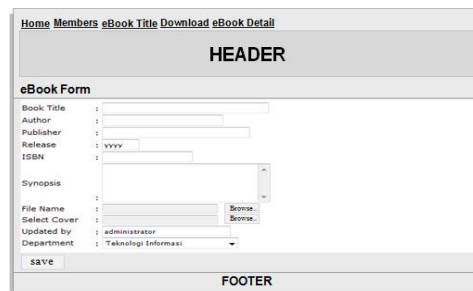 Home Members eBook Title Download eBook Detail
HEADER
eBook Form
Book Title :
Author :
Publisher :
Release : yyyy
ISBN :
Synopsis :
File Name : Browse..
Select Cover : Browse..
Updated by : administrator
Department : Teknologi Informasi
save
FOOTER